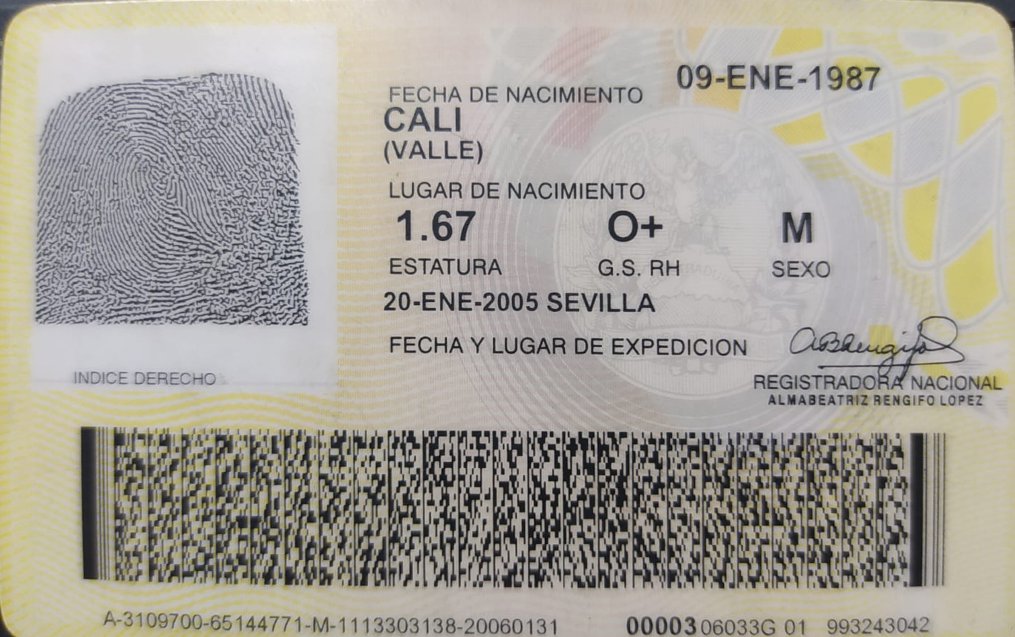 09-ENE-1987
FECHA DE NACIMIENTO
CALI
(VALLE)
LUGAR DE NACIMIENTO
1.67 O+ M
ESTATURA G.S. RH SEXO
20-ENE-2005 SEVILLA
FECHA Y LUGAR DE EXPEDICION
INDICE DERECHO
REGISTRADORA NACIONAL
ALMABEATRIZ RENGIFO LOPEZ
A-3109700-65144771-M-1113303138-20060131 00003 06033G 01 993243042